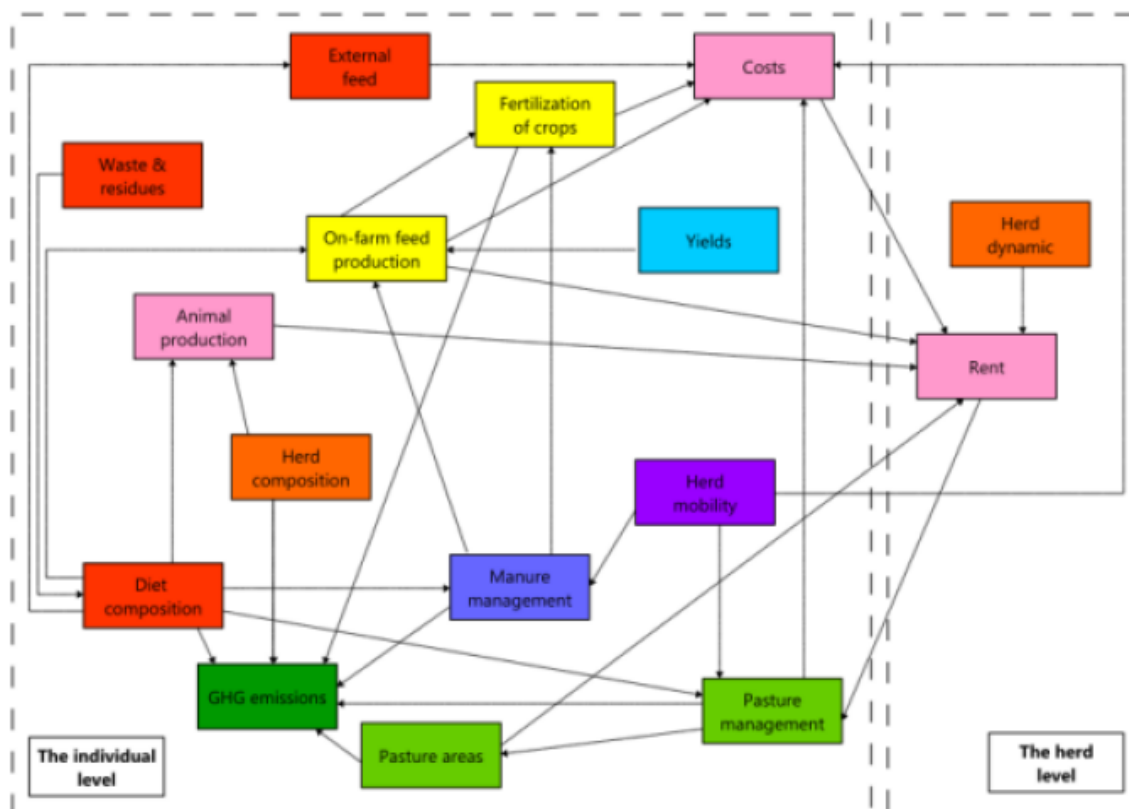 External
feed
Costs
Fertilization
of crops
Waste &
residues
On-farm feed
production
Yields
Herd
dynamic
Animal
production
Rent
Herd
composition
Herd
mobility
Diet
composition
Manure
management
GHG emissions
Pasture
management
Pasture areas
The individual
level
The herd
level